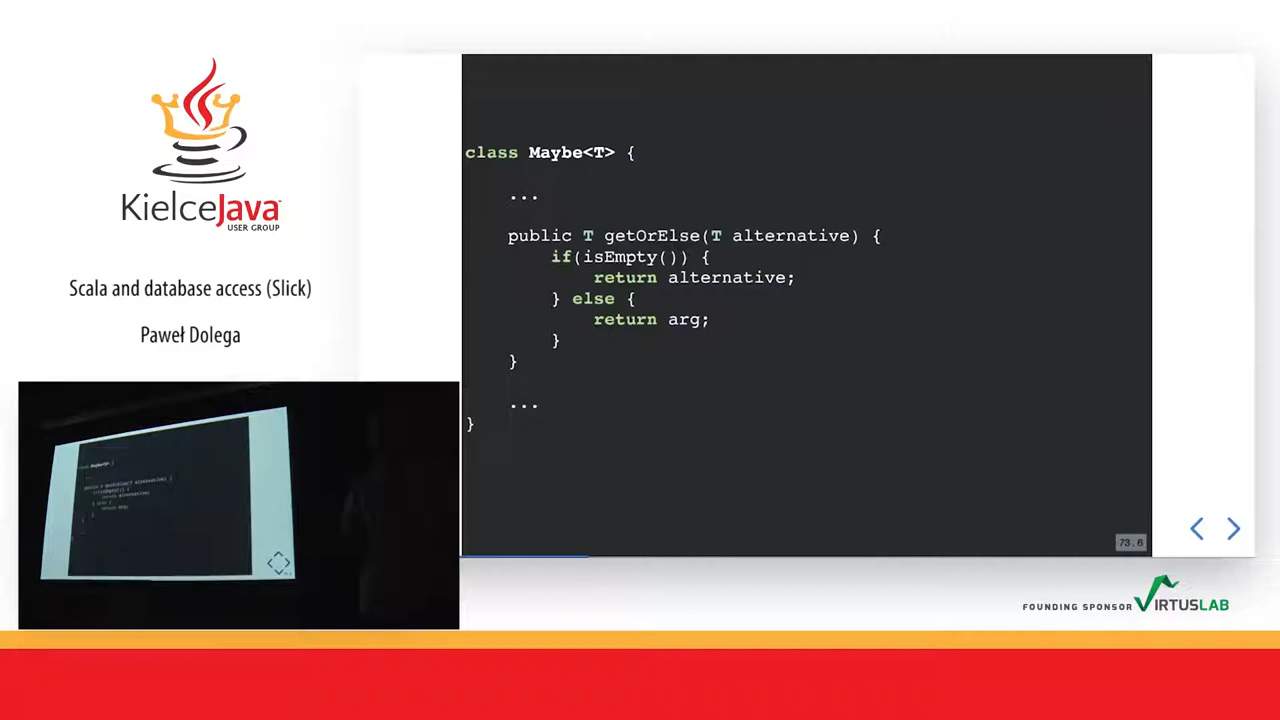 KielceJava
USER GROUP
Scala and database access (Slick)
Paweł Dolega
class Maybe<T> {
...
public T getOrElse(T alternative) {
if(isEmpty()) {
return alternative;
} else {
return arg;
}
}
...
}
73.6
FOUNDING SPONSOR VIRTUSLAB